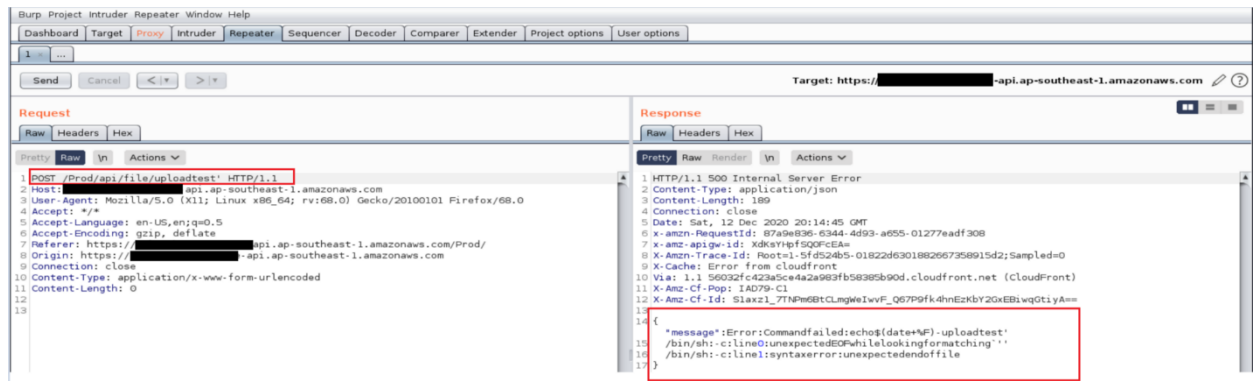 Burp Project Intruder Repeater Window Help
Dashboard Target Proxy Intruder Repeater Sequencer Decoder Comparer Extender Project options User options
1 ...
Send Cancel < > Target: https:// -api.ap-southeast-1.amazonaws.com ?
Request
Raw Headers Hex
Pretty Raw \n Actions
1 POST /Prod/api/file/uploadtest' HTTP/1.1
2 Host: api.ap-southeast-1.amazonaws.com
3 User-Agent: Mozilla/5.0 (X11; Linux x86_64; rv:68.0) Gecko/20100101 Firefox/68.0
4 Accept: */*
5 Accept-Language: en-US,en;q=0.5
6 Accept-Encoding: gzip, deflate
7 Referer: https:// api.ap-southeast-1.amazonaws.com/Prod/
8 Origin: https:// -api.ap-southeast-1.amazonaws.com
9 Connection: close
10 Content-Type: application/x-www-form-urlencoded
11 Content-Length: 0
12
13
Response
Raw Headers Hex
Pretty Raw Render \n Actions
1 HTTP/1.1 500 Internal Server Error
2 Content-Type: application/json
3 Content-Length: 189
4 Connection: close
5 Date: Sat, 12 Dec 2020 20:14:45 GMT
6 x-amzn-RequestId: 87a9e836-6344-4d93-a655-01277eadf308
7 x-amz-apigw-id: XdKsYHpfSQOFcEA=
8 X-Amzn-Trace-Id: Root=1-5fd524b5-01822d6301882667358915d2;Sampled=0
9 X-Cache: Error from cloudfront
10 Via: 1.1 56032fc423a5ce4a2a983fb58385b90d.cloudfront.net (CloudFront)
11 X-Amz-Cf-Pop: IAD79-C1
12 X-Amz-Cf-Id: S1axz1_7TNPm6BtCLmgWeIwvF_Q67P9fk4hnEzKbY2GxEBiwqGtiyA==
13
14 {
"message":Error:Commandfailed:echo$(date+%F)-uploadtest'
15 /bin/sh:-c:line0:unexpectedEOFwhilelookingformatching`''
16 /bin/sh:-c:line1:syntaxerror:unexpectedendoffile
17 }